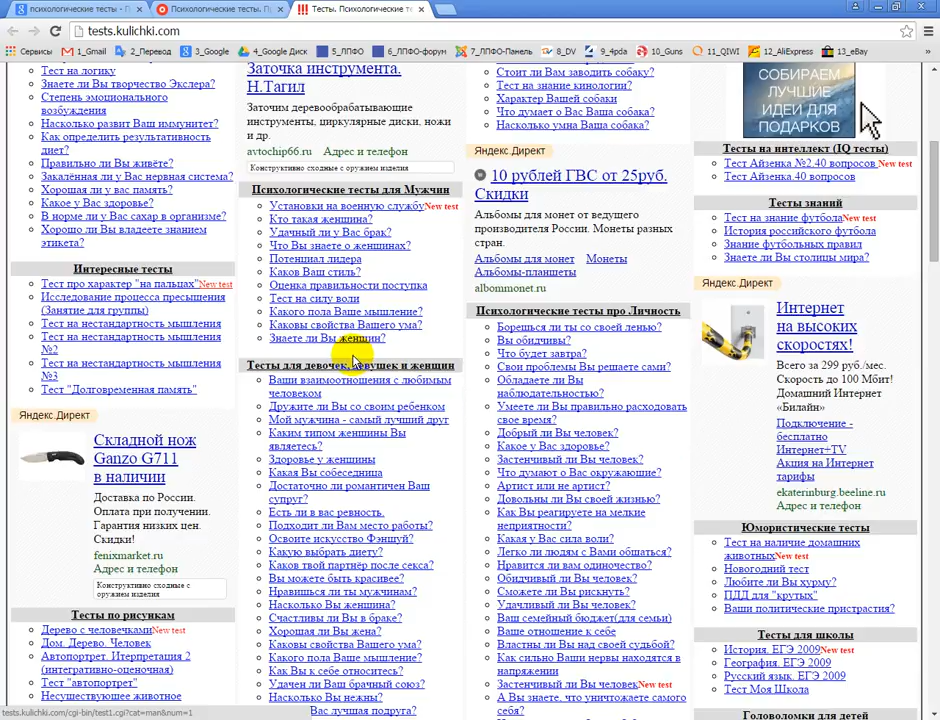 психологические тесты - П
Психологические тесты. П
Тесты. Психологические те
tests.kulichki.com
Сервисы
1_Gmail
2_Перевод
3_Google
4_Google Диск
5_ЛПФО
6_ЛПФО-форум
7_ЛПФО-Панель
8_DV
9_4pda
10_Guns
11_QIWI
12_AliExpress
13_eBay
Тест на логику
Знаете ли Вы творчество Экслера?
Степень эмоционального
возбуждения
Насколько развит Ваш иммунитет?
Как определить результативность
диет?
Правильно ли Вы живёте?
Закалённая ли у Вас нервная система?
Хорошая ли у вас память?
Какое у Вас здоровье?
В норме ли у Вас сахар в организме?
Хорошо ли Вы владеете знанием
этикета?
Интересные тесты
Тест про характер "на пальцах"New test
Исследование процесса пресыщения
(Занятие для группы)
Тест на нестандартность мышления
Тест на нестандартность мышления
№2
Тест на нестандартность мышления
№3
Тест "Долговременная память"
Яндекс.Директ
Складной нож
Ganzo G711
в наличии
Доставка по России.
Оплата при получении.
Гарантия низких цен.
Скидки!
fenixmarket.ru
Адрес и телефон
Конструктивно сходные с
оружием изделия
Тесты по рисункам
Дерево с человечкамиNew test
Дом. Дерево. Человек
Автопортрет. Итерпретация 2
(интегративно-оценочная)
Тест "автопортрет"
Несуществующее животное
tests.kulichki.com/cgi-bin/test1.cgi?cat=man&num=1
Заточка инструмента.
Н.Тагил
Заточим деревообрабатывающие
инструменты, циркулярные диски, ножи
и др.
avtochip66.ru Адрес и телефон
Конструктивно сходные с оружием изделия
Психологические тесты для Мужчин
Установки на военную службуNew test
Кто такая женщина?
Удачный ли у Вас брак?
Что Вы знаете о женщинах?
Потенциал лидера
Каков Ваш стиль?
Оценка правильности поступка
Тест на силу воли
Какого пола Ваше мышление?
Каковы свойства Вашего ума?
Знаете ли Вы женщин?
Тесты для девочек, девушек и женщин
Ваши взаимоотношения с любимым
человеком
Дружите ли Вы со своим ребенком
Мой мужчина - самый лучший друг
Каким типом женщины Вы
являетесь?
Здоровье у женщины
Какая Вы собеседница
Достаточно ли романтичен Ваш
супруг?
Есть ли в вас ревность.
Подходит ли Вам место работы?
Освоите искусство Фэншуй?
Какую выбрать диету?
Каков твой партнёр после секса?
Вы можете быть красивее?
Нравишься ли ты мужчинам?
Насколько Вы женщина?
Счастливы ли Вы в браке?
Хорошая ли Вы жена?
Каковы свойства Вашего ума?
Какого пола Ваше мышление?
Как Вы к себе относитесь?
Удачен ли Ваш брачный союз?
Насколько Вы нежны?
Вас лучшая подруга?
Стоит ли Вам заводить собаку?
Тест на знание кинологии?
Характер Вашей собаки
Что думает о Вас Ваша собака?
Насколько умна Ваша собака?
Яндекс.Директ
10 рублей ГВС от 25руб.
Скидки
Альбомы для монет от ведущего
производителя России. Монеты разных
стран.
Альбомы для монет Монеты
Альбомы-планшеты
albommonet.ru
Психологические тесты про Личность
Борешься ли ты со своей ленью?
Вы обидчивы?
Что будет завтра?
Свои проблемы Вы решаете сами?
Обладаете ли Вы
наблюдательностью?
Умеете ли Вы правильно расходовать
свое время?
Добрый ли Вы человек?
Какое у Вас здоровье?
Застенчивый ли Вы человек?
Что думают о Вас окружающие?
Артист или не артист?
Довольны ли Вы своей жизнью?
Как Вы реагируете на мелкие
неприятности?
Какая у Вас сила воли?
Легко ли людям с Вами общаться?
Нравится ли вам одиночество?
Обидчивый ли Вы человек?
Сможете ли Вы рискнуть?
Удачливый ли Вы человек?
Ваш семейный бюджет(для семьи)
Ваше отношение к себе
Властны ли Вы над своей судьбой?
Как сильно Ваши нервы находятся в
напряжении
Застенчивый ли Вы человекNew test
А Вы знаете, что уничтожаете самого
себя?
СОБИРАЕМ
ЛУЧШИЕ
ИДЕИ ДЛЯ
ПОДАРКОВ
Тесты на интеллект (IQ тесты)
Тест Айзенка №2.40 вопросов New test
Тест Айзенка.40 вопросов
Тесты знаний
Тест на знание футболаNew test
История российского футбола
Знание футбольных правил
Знаете ли Вы столицы мира?
Яндекс.Директ
Интернет
на высоких
скоростях!
Всего за 299 руб./мес.
Скорость до 100 Мбит!
Домашний Интернет
«Билайн»
Подключение -
бесплатно
Интернет+TV
Акция на Интернет
тарифы
ekaterinburg.beeline.ru
Адрес и телефон
Юмористические тесты
Тест на наличие домашних
животныхNew test
Новогодний тест
Любите ли Вы хурму?
ПДД для "крутых"
Ваши политические пристрастия?
Тесты для школы
История. ЕГЭ 2009New test
География. ЕГЭ 2009
Русский язык. ЕГЭ 2009
Тест Моя Школа
Головоломки для детей